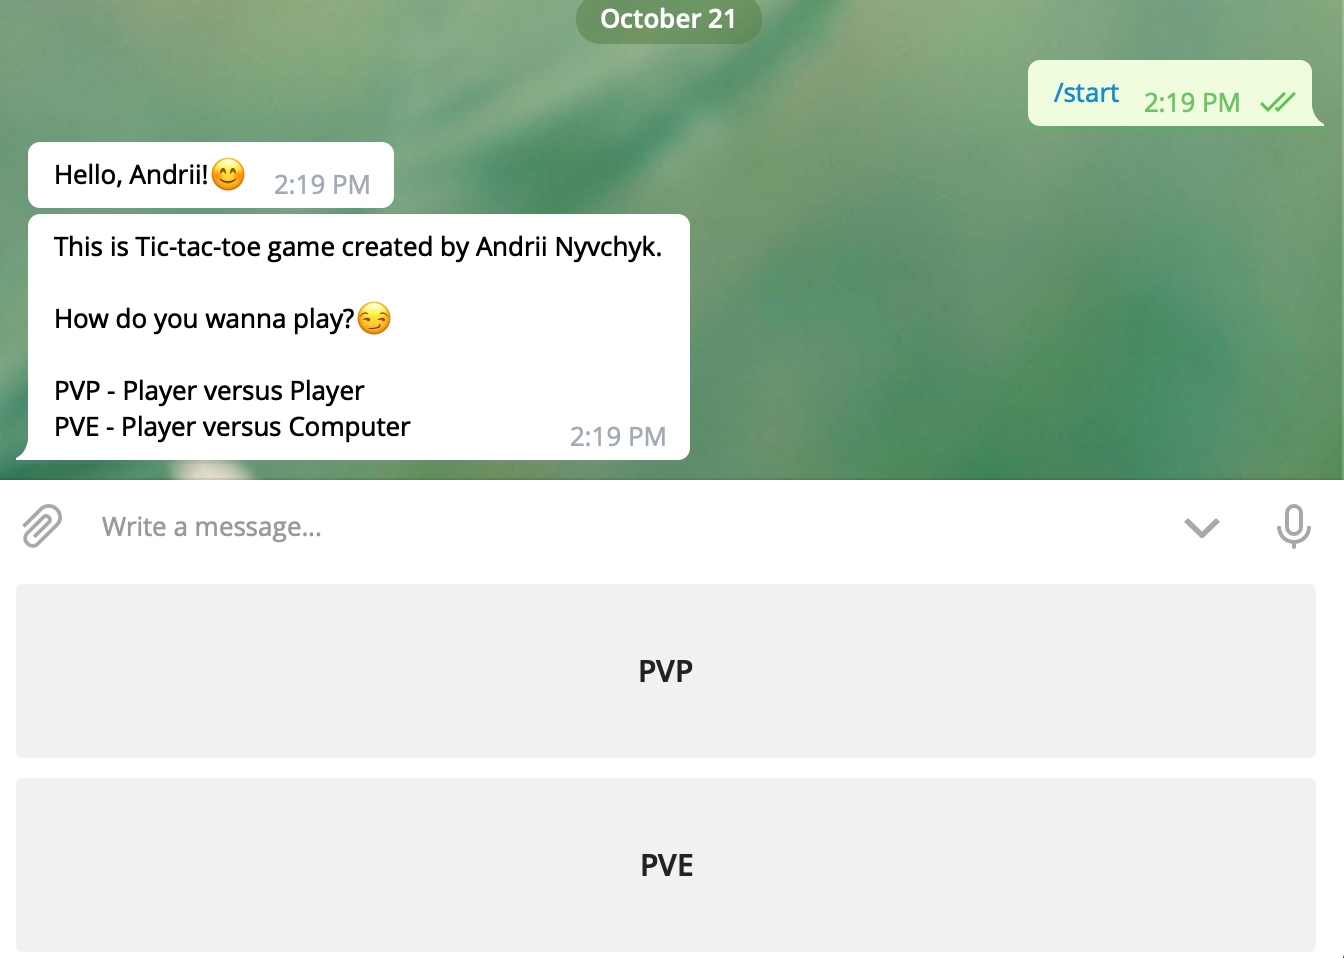 October 21
/start 2:19 PM
Hello, Andrii!😊 2:19 PM
This is Tic-tac-toe game created by Andrii Nyvchyk.
How do you wanna play?😏
PVP - Player versus Player
PVE - Player versus Computer
2:19 PM
Write a message...
PVP
PVE